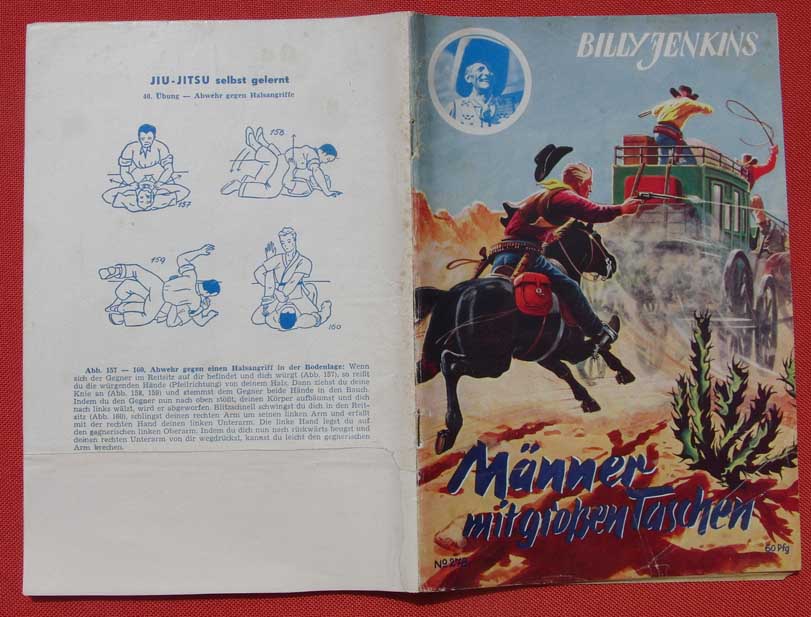 JIU-JITSU selbst gelernt
40. Übung — Abwehr gegen Halsangriffe
157
158
159
160
Abb. 157 — 160, Abwehr gegen einen Halsangriff in der Bodenlage: Wenn
sich der Gegner im Reitsitz auf dir befindet und dich würgt (Abb. 157), so reißt
du die würgenden Hände (Pfeilrichtung) von deinem Hals. Dann ziehst du deine
Knie an (Abb. 158, 159) und stemmst dem Gegner beide Hände in den Bauch.
Indem du den Gegner nun nach oben stößt, deinen Körper aufbäumst und dich
nach links wälzt, wird er abgeworfen. Blitzschnell schwingst du dich in den Reit-
sitz (Abb. 160), schlingst deinen rechten Arm um seinen linken Arm und erfaßt
mit der rechten Hand deinen linken Unterarm. Die linke Hand legst du auf
den gegnerischen linken Oberarm. Indem du dich nun nach rückwärts beugst und
deinen rechten Unterarm von dir wegdrückst, kannst du leicht den gegnerischen
Arm brechen.
BILLY JENKINS
Männer
mit großen Taschen
No 278
60 Pfg